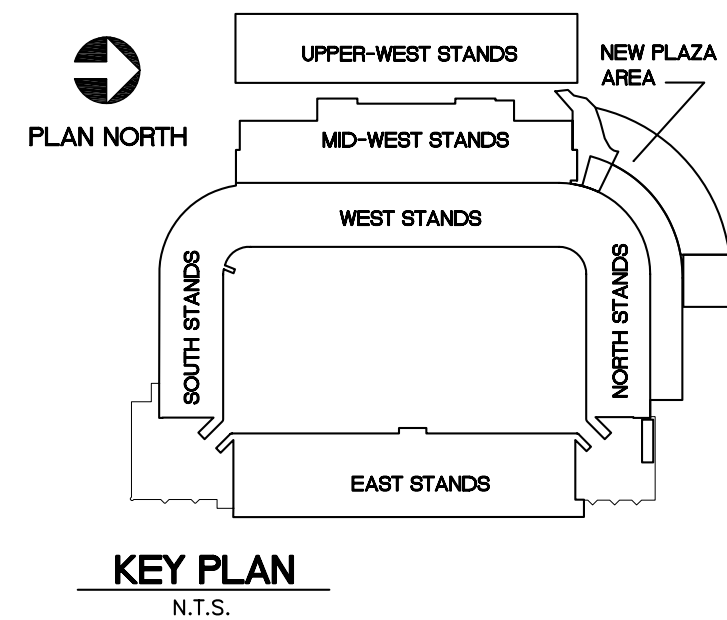 UPPER-WEST STANDS
NEW PLAZA
AREA
PLAN NORTH
MID-WEST STANDS
WEST STANDS
SOUTH STANDS
NORTH STANDS
EAST STANDS
KEY PLAN
N.T.S.